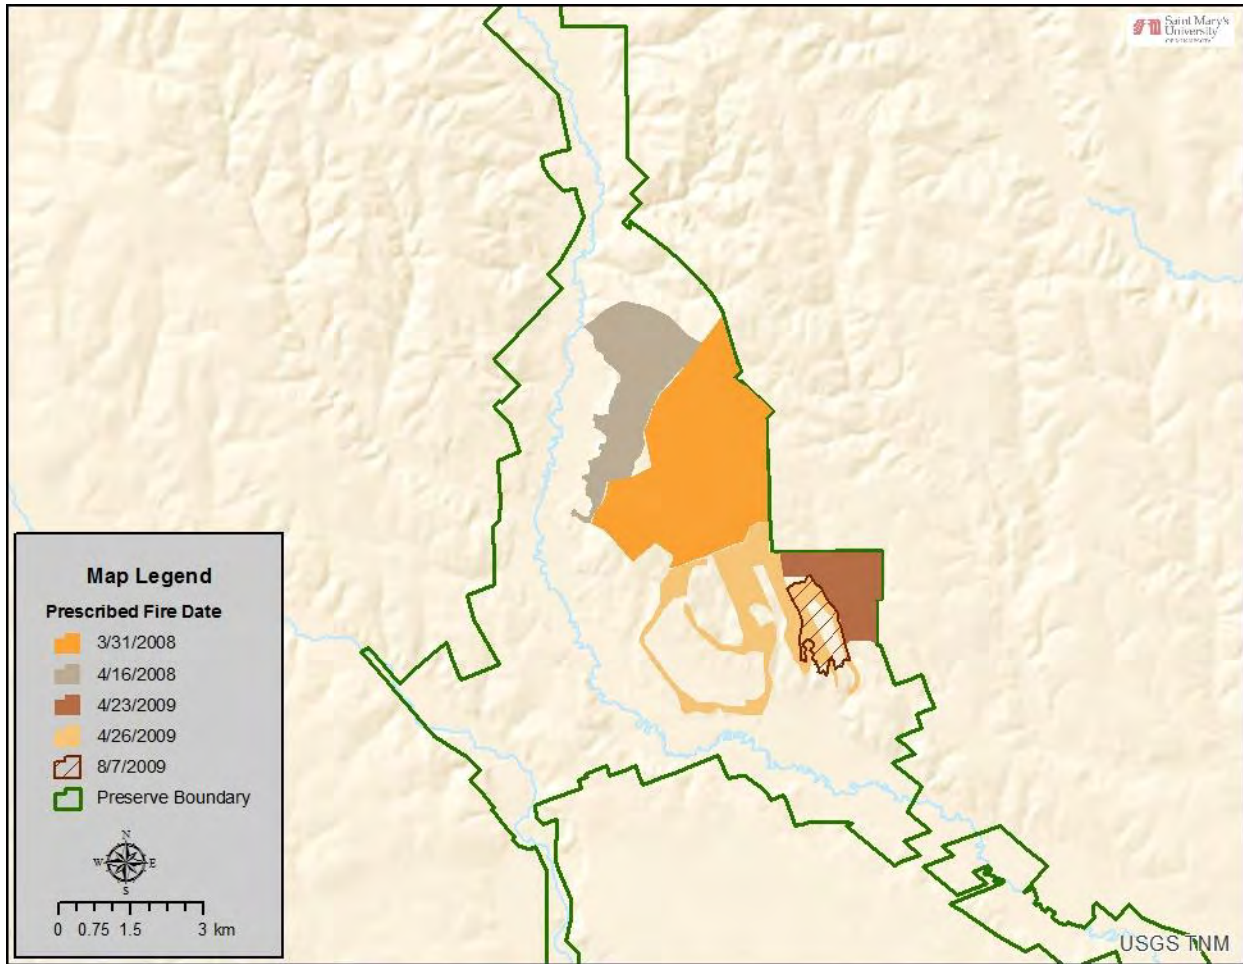 Saint Mary's
University
Map Legend
Prescribed Fire Date
3/31/2008
4/16/2008
4/23/2009
4/26/2009
8/7/2009
Preserve Boundary
N
W E
S
0 0.75 1.5 3 km
USGS TNM